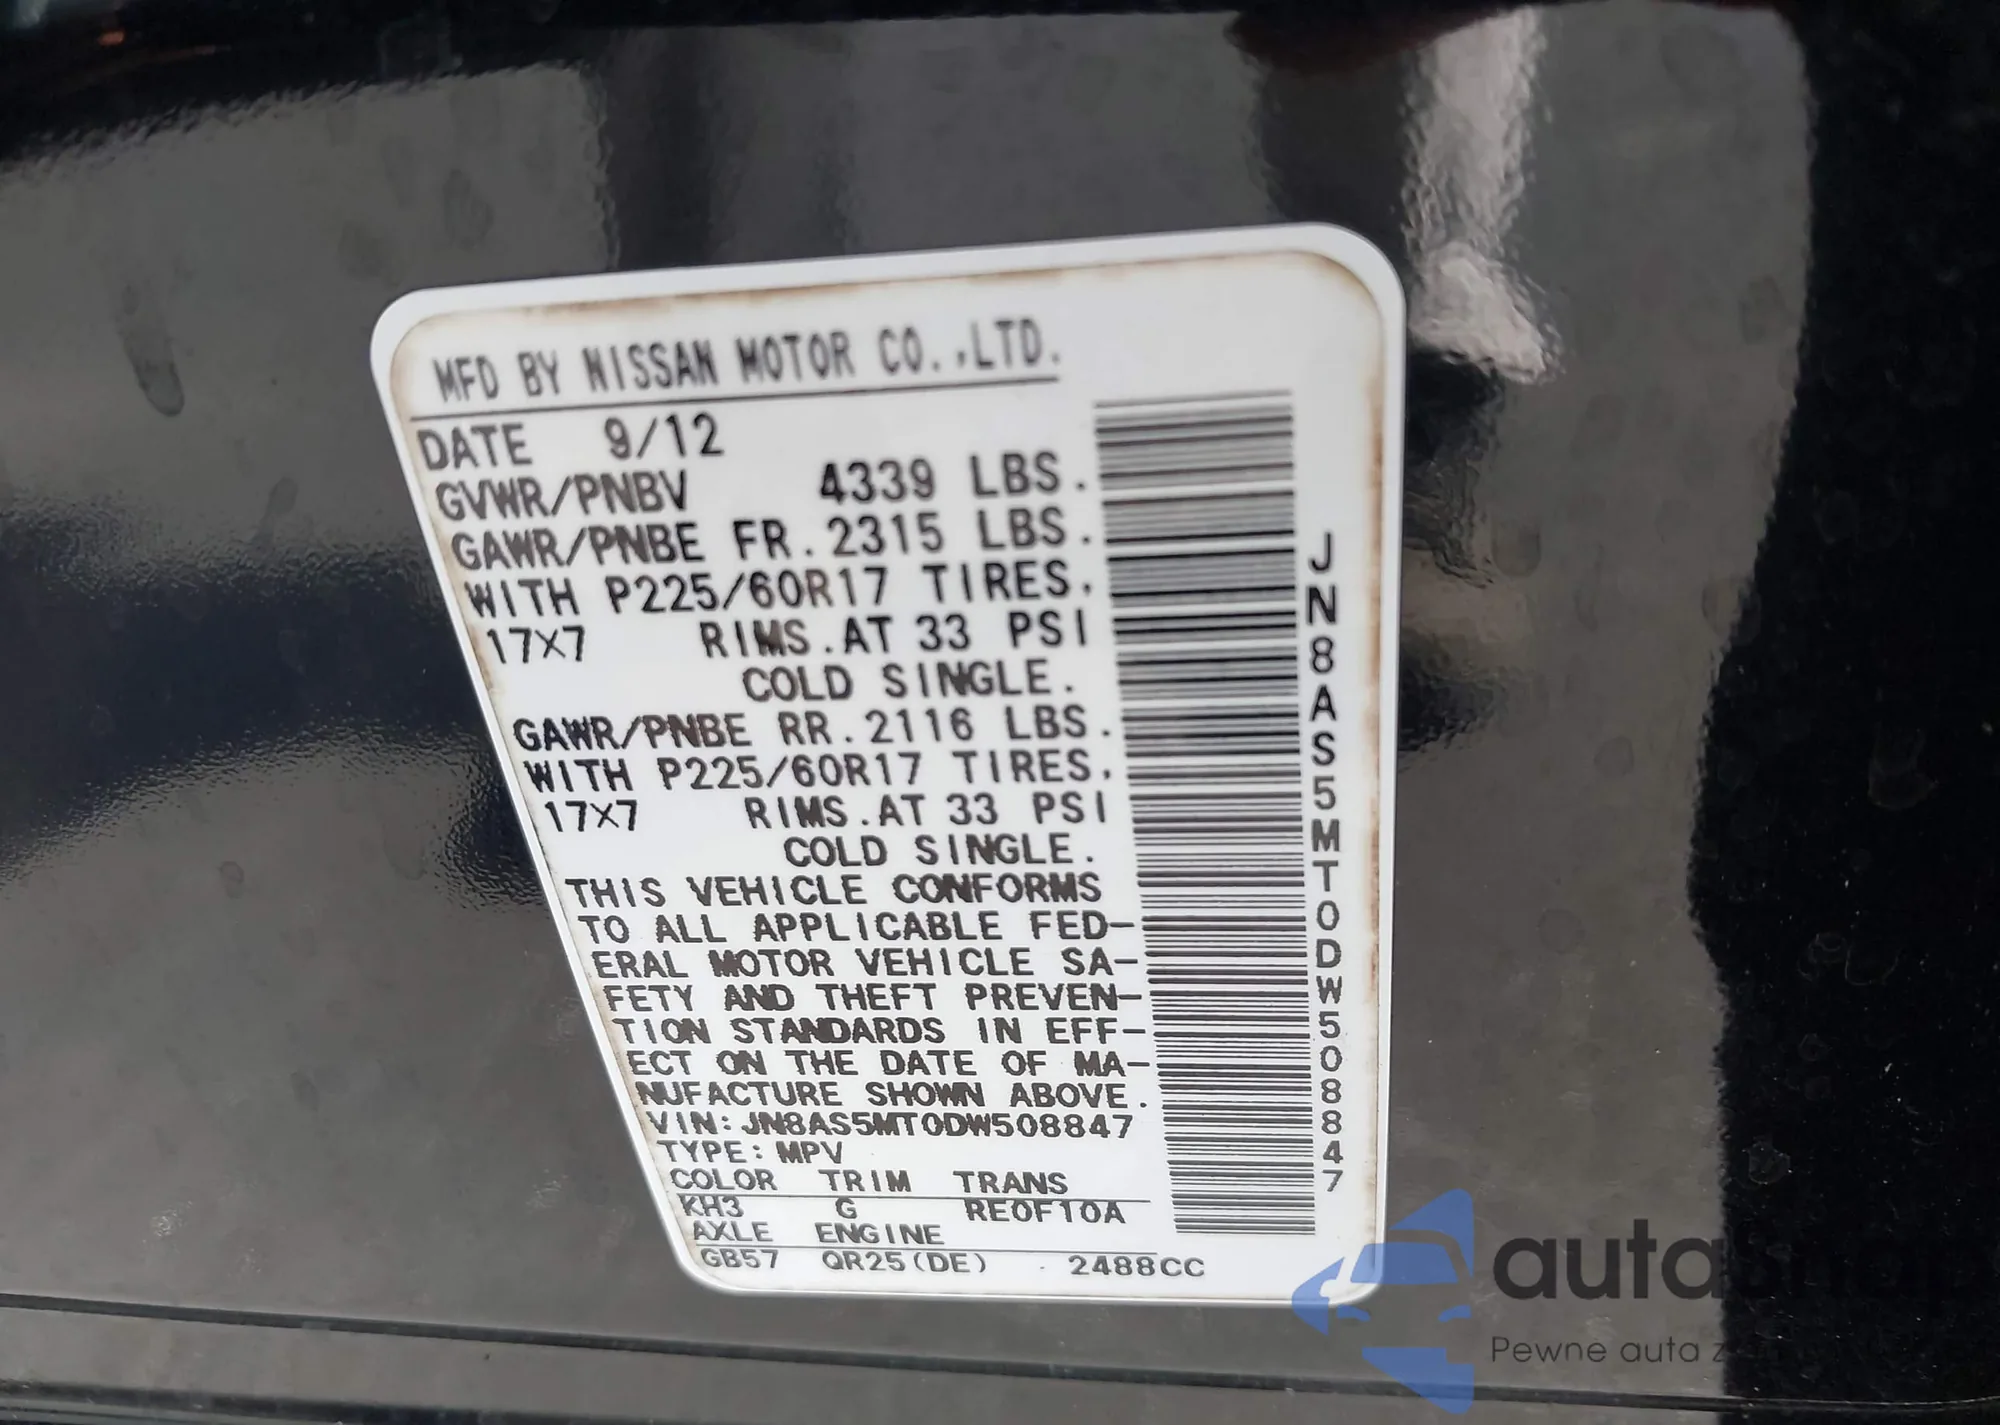 MFD BY NISSAN MOTOR CO.,LTD.
DATE 9/12
GVWR/PNBV 4339 LBS.
GAWR/PNBE FR.2315 LBS.
WITH P225/60R17 TIRES,
17X7 RIMS.AT 33 PSI
COLD SINGLE.
GAWR/PNBE RR.2116 LBS.
WITH P225/60R17 TIRES,
17X7 RIMS.AT 33 PSI
COLD SINGLE.
THIS VEHICLE CONFORMS
TO ALL APPLICABLE FED-
ERAL MOTOR VEHICLE SA-
FETY AND THEFT PREVEN-
TION STANDARDS IN EFF-
ECT ON THE DATE OF MA-
NUFACTURE SHOWN ABOVE.
VIN:JN8AS5MT0DW508847
TYPE:MPV
COLOR TRIM TRANS
KH3 G RE0F10A
AXLE ENGINE
GB57 QR25(DE) 2488CC
JN8AS5MT0DW508847
autashop
Pewne auta z